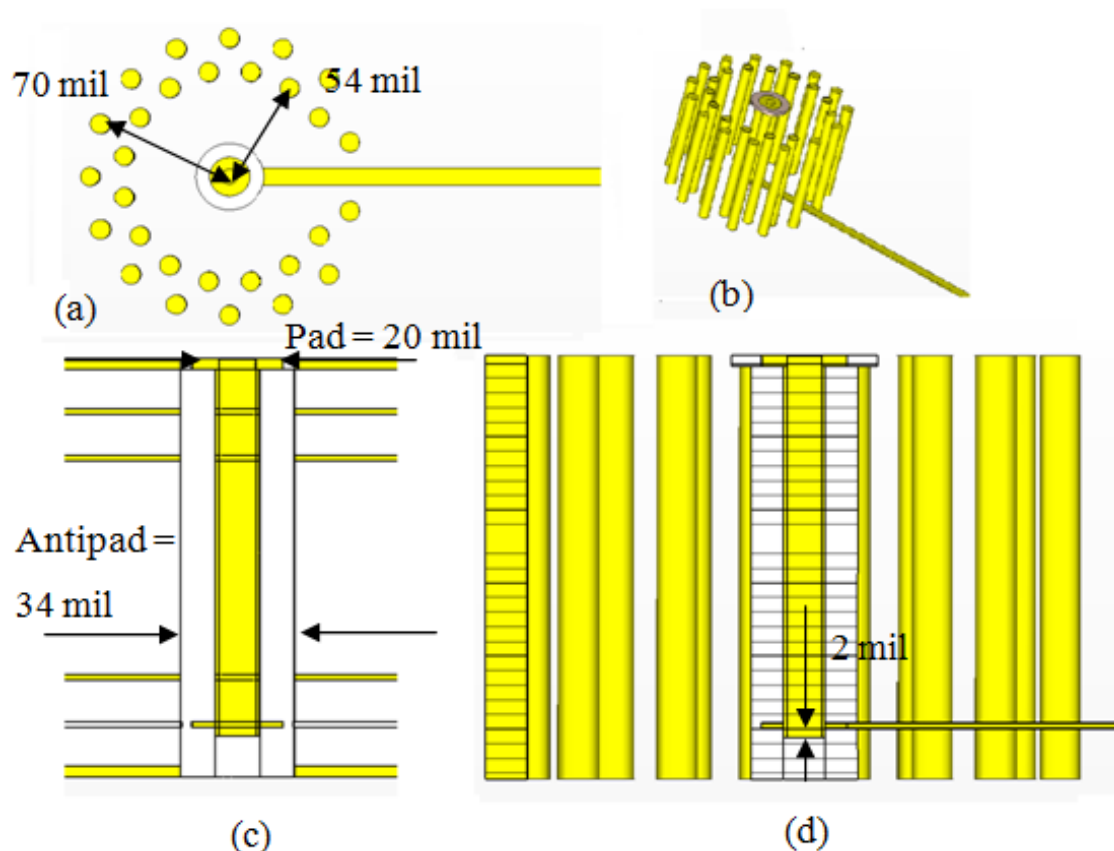 70 mil
54 mil
(a)
(b)
Pad = 20 mil
Antipad =
34 mil
2 mil
(c)
(d)